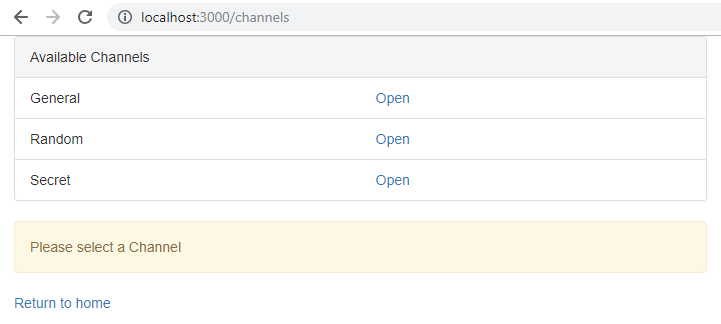 localhost:3000/channels
Available Channels
General Open
Random Open
Secret Open
Please select a Channel
Return to home